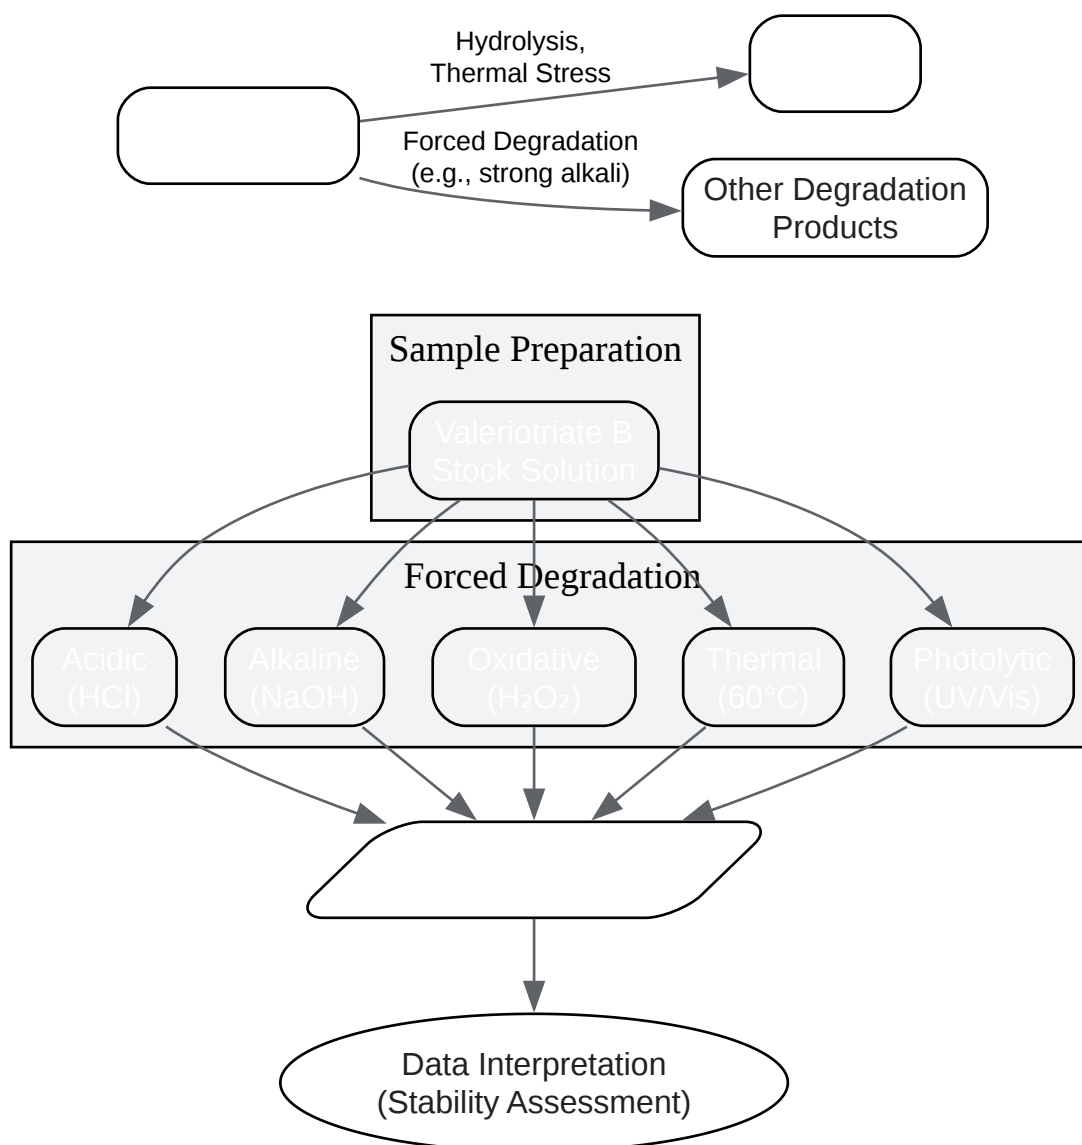 Hydrolysis,
Thermal Stress
Forced Degradation
(e.g., strong alkali)
Other Degradation
Products
Sample Preparation
Valeriotriate B
Stock Solution
Forced Degradation
Acidic
(HCl)
Alkaline
(NaOH)
Oxidative
(H₂O₂)
Thermal
(60°C)
Photolytic
(UV/Vis)
Data Interpretation
(Stability Assessment)